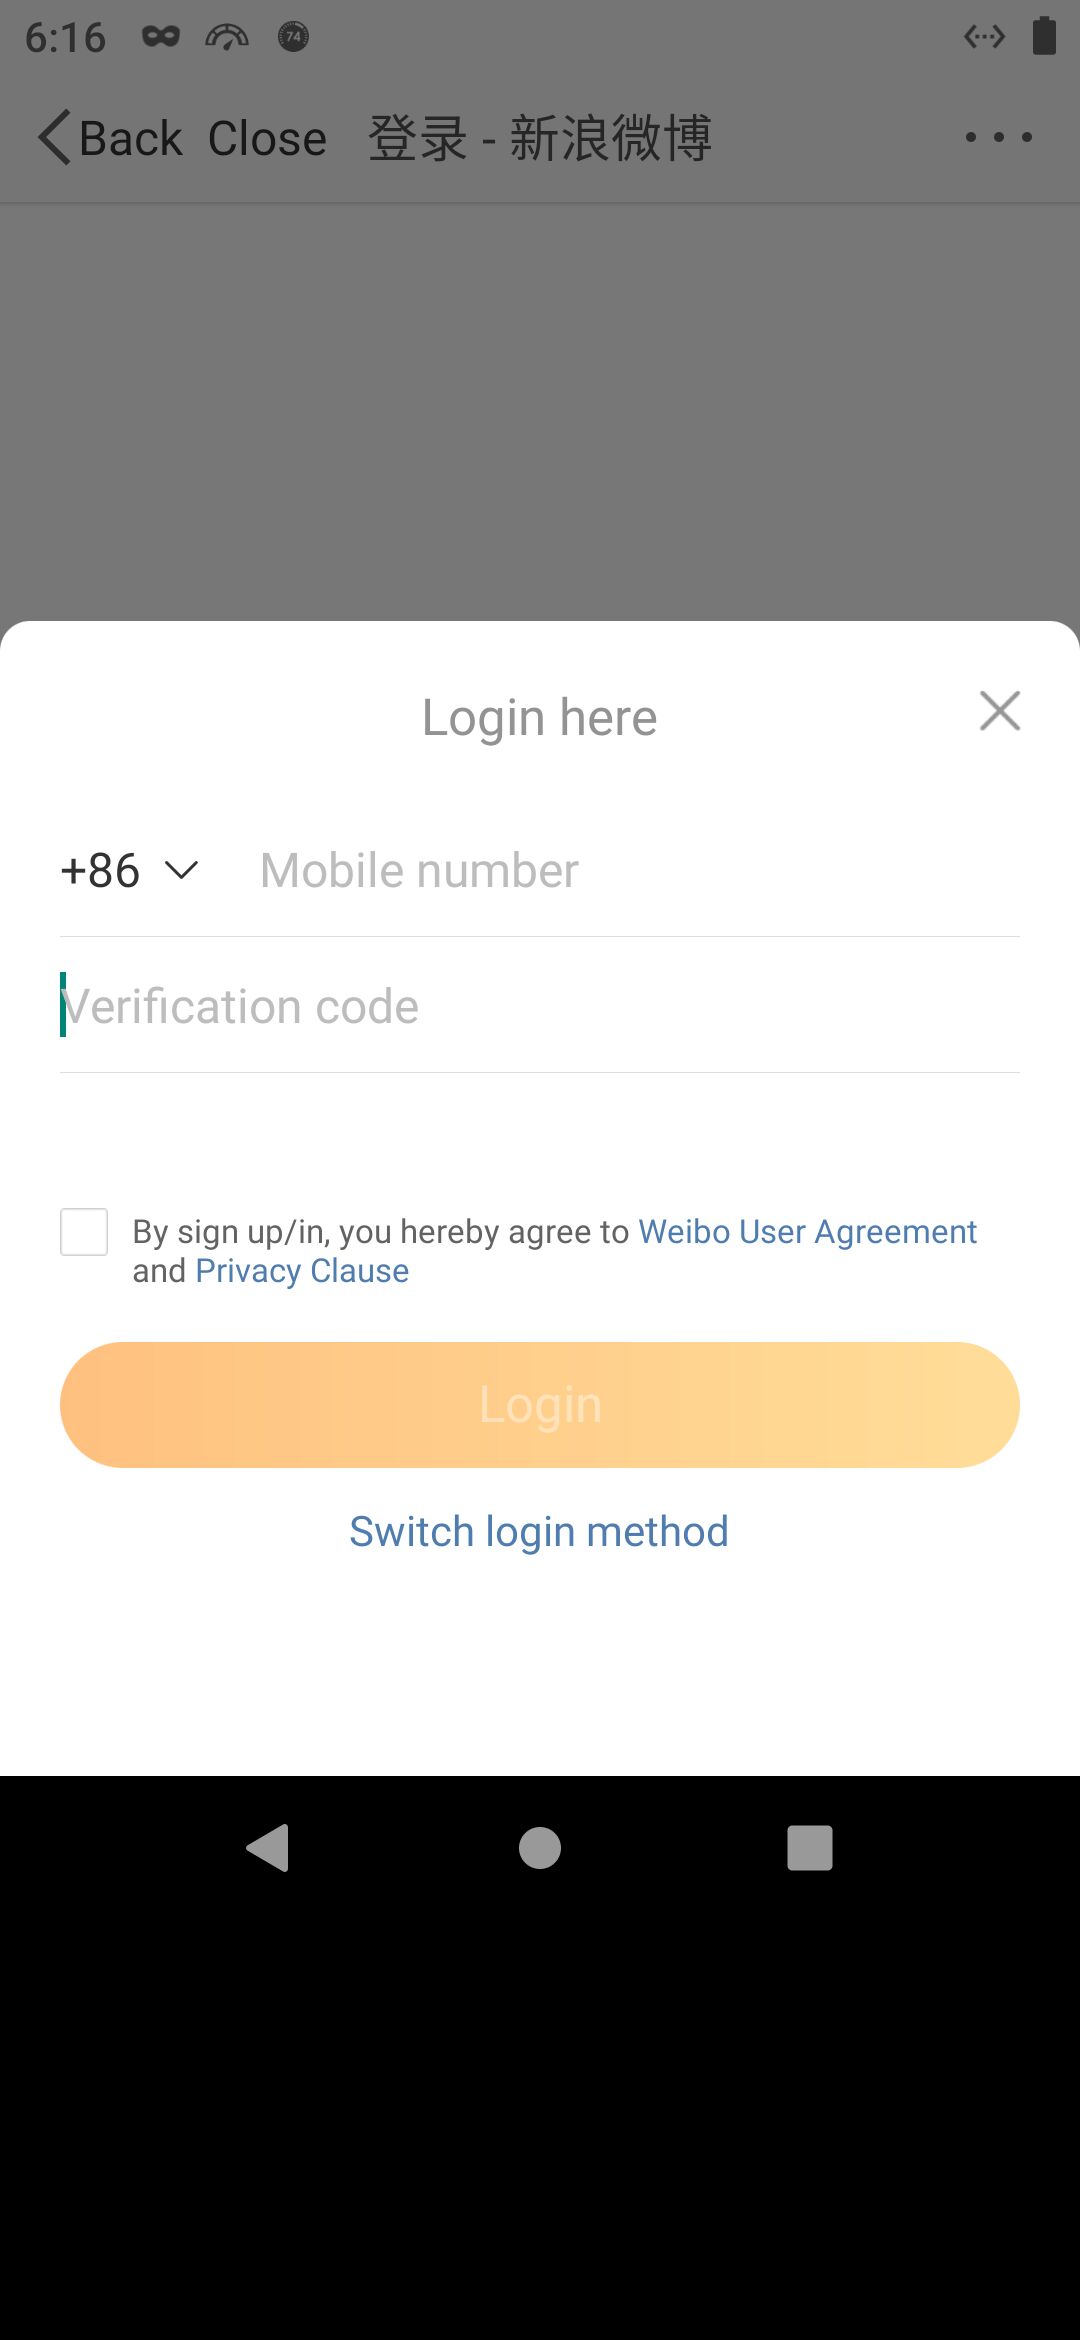 6:16 74
Back Close 登录 - 新浪微博
Login here
+86 Mobile number
Verification code
By sign up/in, you hereby agree to Weibo User Agreement
and Privacy Clause
Login
Switch login method